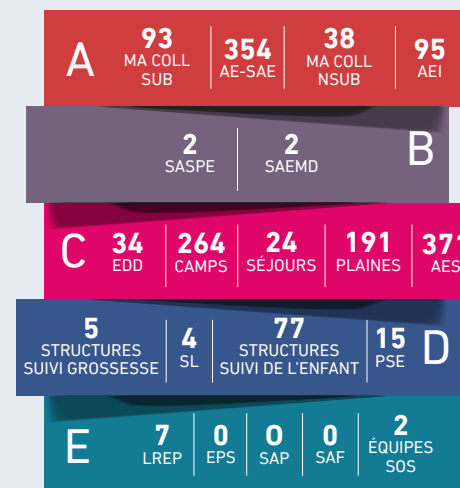 A
93
MA COLL
SUB
354
AE-SAE
38
MA COLL
NSUB
95
AEI
2
SASPE
2
SAEMD
B
C
34
EDD
264
CAMPS
24
SÉJOURS
191
PLAINES
371
AES
5
STRUCTURES
SUIVI GROSSESSE
4
SL
77
STRUCTURES
SUIVI DE L'ENFANT
15
PSE
D
E
7
LREP
0
EPS
0
SAP
0
SAF
2
ÉQUIPES
SOS